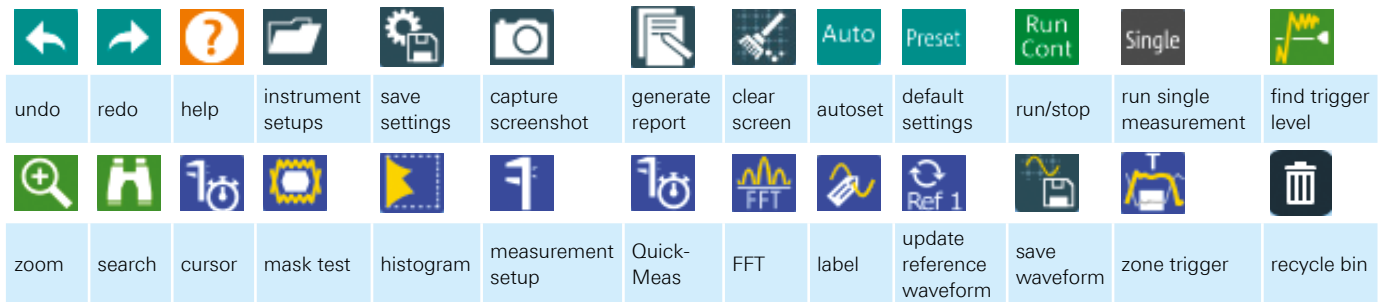 Auto
Preset
Run
Cont
Single
undo
redo
help
instrument
setups
save
settings
capture
screenshot
generate
report
clear
screen
autoset
default
settings
run/stop
run single
measurement
find trigger
level
FFT
Ref 1
T
zoom
search
cursor
mask test
histogram
measurement
setup
Quick-
Meas
FFT
label
update
reference
waveform
save
waveform
zone trigger
recycle bin